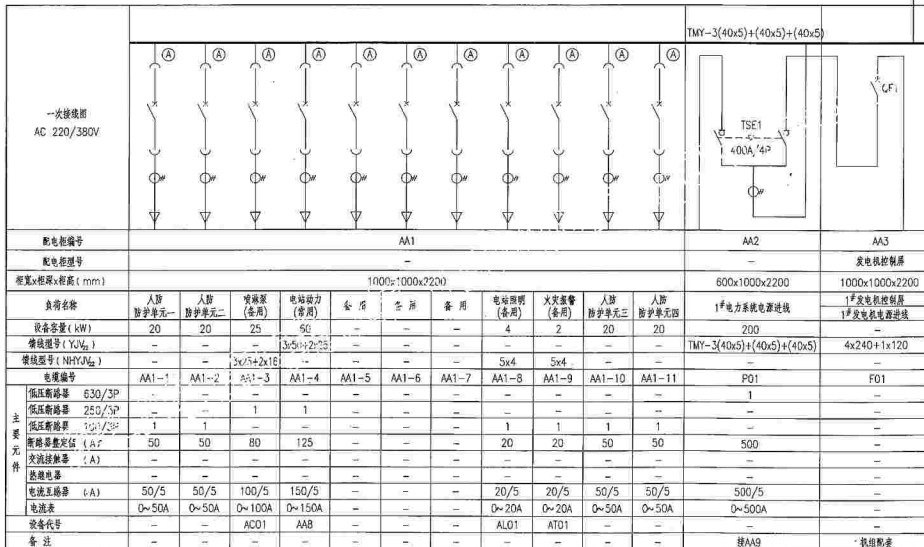 TMY-3(40x5)+(40x5)+(40x5)
A A A A A A A A A A A
一次接线图
AC 220/380V
TSE1
400A/4P
QF1
配电柜编号 AA1 AA2 AA3
配电柜型号 — — 发电机控制屏
柜宽x柜深x柜高(mm) 1000x1000x2200 600x1000x2200 1000x1000x2200
负荷名称 人防防护单元一 人防防护单元二 喷淋泵(备用) 电站动力(常用) 备用 备用 备用 电站照明(备用) 火灾报警(备用) 人防防护单元三 人防防护单元四 1#电力系统电源进线 1#发电机控制屏 1#发电机电源进线
设备容量(kW) 20 20 25 60 4 2 20 20 200
馈线型号(YJV22) — — — — — — — — — — TMY-3(40x5)+(40x5)+(40x5) 4x240+1x120
馈线型号(NHYJV22) — — 3x25+2x16 — — — — 5x4 5x4 — — — —
电缆编号 AA1-1 AA1-2 AA1-3 AA1-4 AA1-5 AA1-6 AA1-7 AA1-8 AA1-9 AA1-10 AA1-11 P01 F01
主要元件
低压断路器 630/3P — — — — — — — — — — — 1 —
低压断路器 250/3P — — 1 1 — — — — — — — — —
低压断路器 100/3P 1 1 — — — — — 1 1 1 1 — —
断路器整定值 (A) 50 50 80 125 — — — 20 20 50 50 500 —
交流接触器 (A) — — — — — — — — — — — — —
热继电器 — — — — — — — — — — — — —
电流互感器 (A) 50/5 50/5 100/5 150/5 — — — 20/5 20/5 50/5 50/5 500/5 —
电流表 0~50A 0~50A 0~100A 0~150A — — — 0~20A 0~20A 0~50A 0~50A 0~500A —
设备代号 — — AC01 AA8 — — — AL01 AT01 — — — —
备注 — — — — — — — — — — — 接AA9 机组配套